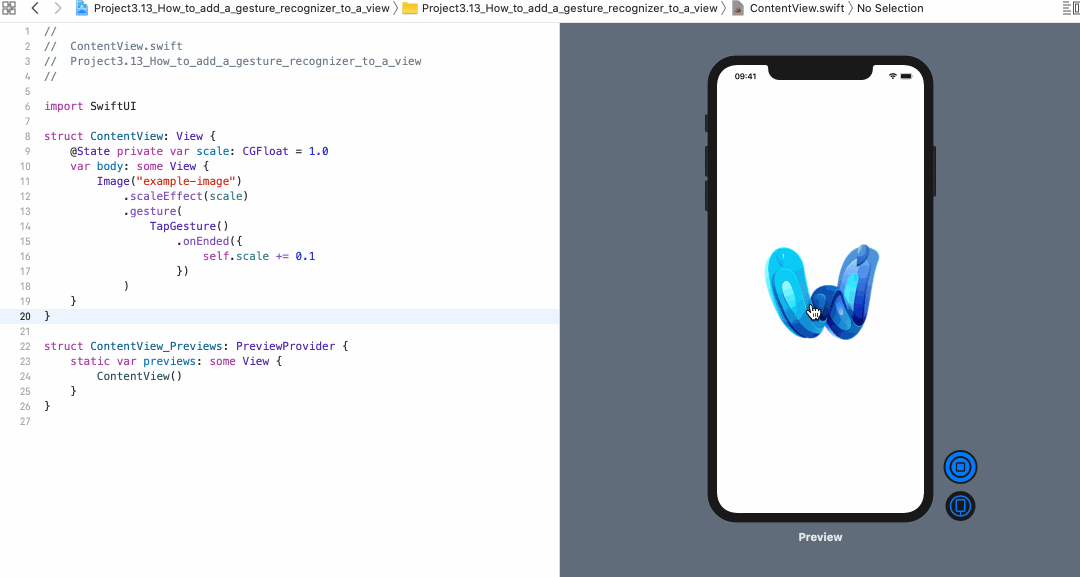 Project3.13_How_to_add_a_gesture_recognizer_to_a_view Project3.13_How_to_add_a_gesture_recognizer_to_a_view ContentView.swift No Selection
1 //
2 //  ContentView.swift
3 //  Project3.13_How_to_add_a_gesture_recognizer_to_a_view
4 //
5
6 import SwiftUI
7
8 struct ContentView: View {
9     @State private var scale: CGFloat = 1.0
10     var body: some View {
11         Image("example-image")
12             .scaleEffect(scale)
13             .gesture(
14                 TapGesture()
15                     .onEnded({
16                         self.scale += 0.1
17                     })
18             )
19     }
20 }
21
22 struct ContentView_Previews: PreviewProvider {
23     static var previews: some View {
24         ContentView()
25     }
26 }
27
09:41
Preview